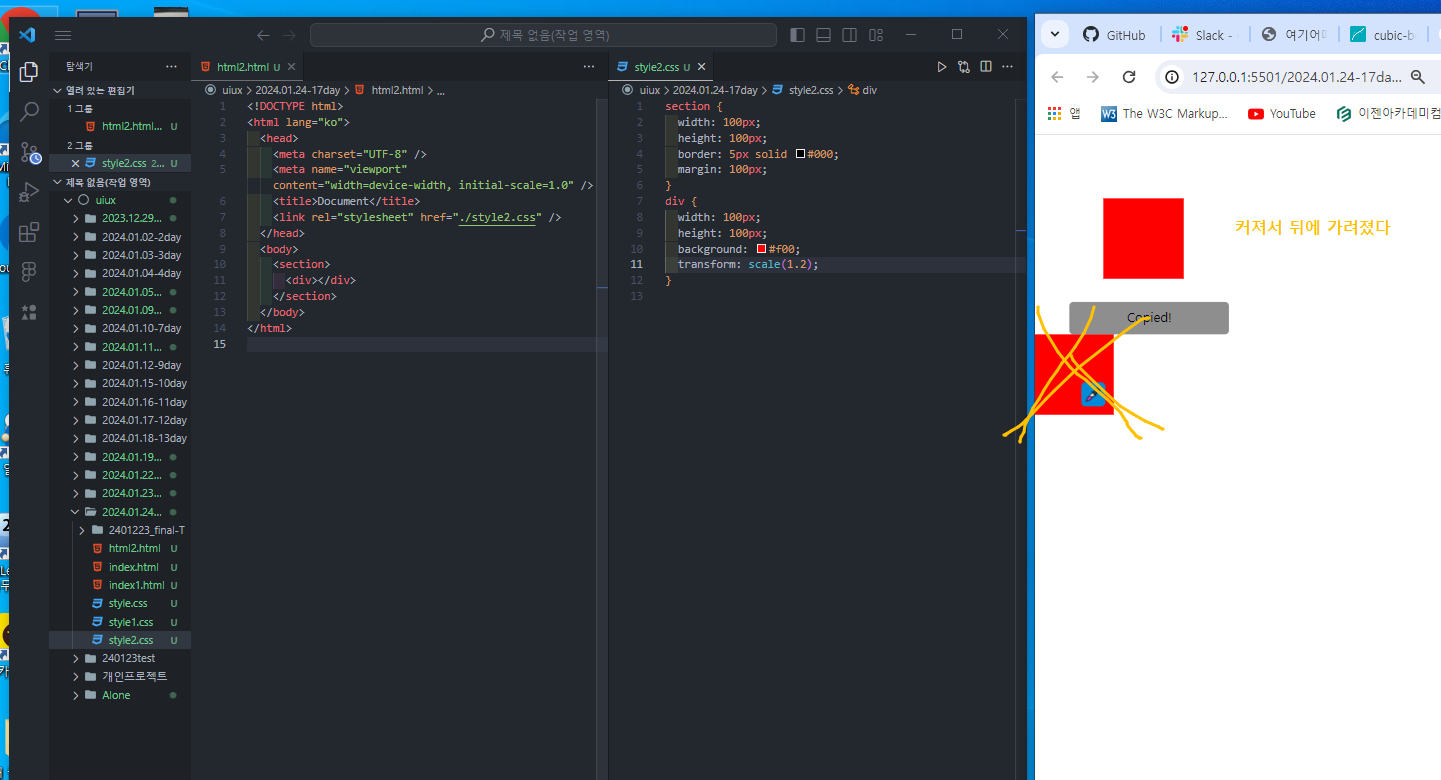 제목 없음(작업 영역)
탐색기
열려 있는 편집기
1 그룹
html2.html... U
2 그룹
style2.css 2... U
제목 없음(작업 영역)
uiux
2023.12.29...
2024.01.02-2day
2024.01.03-3day
2024.01.04-4day
2024.01.05...
2024.01.09...
2024.01.10-7day
2024.01.11...
2024.01.12-9day
2024.01.15-10day
2024.01.16-11day
2024.01.17-12day
2024.01.18-13day
2024.01.19...
2024.01.22...
2024.01.23...
2024.01.24...
2401223_final-T
html2.html U
index.html U
index1.html U
style.css U
style1.css U
style2.css U
240123test
개인프로젝트
Alone
html2.html U
uiux > 2024.01.24-17day > html2.html > ...
1 <!DOCTYPE html>
2 <html lang="ko">
3 <head>
4 <meta charset="UTF-8" />
5 <meta name="viewport"
content="width=device-width, initial-scale=1.0" />
6 <title>Document</title>
7 <link rel="stylesheet" href="./style2.css" />
8 </head>
9 <body>
10 <section>
11 <div></div>
12 </section>
13 </body>
14 </html>
15
style2.css U
uiux > 2024.01.24-17day > style2.css > div
1 section {
2 width: 100px;
3 height: 100px;
4 border: 5px solid #000;
5 margin: 100px;
6 }
7 div {
8 width: 100px;
9 height: 100px;
10 background: #f00;
11 transform: scale(1.2);
12 }
13
GitHub
Slack -
여기어
cubic-b
127.0.0.1:5501/2024.01.24-17da...
앱
The W3C Markup...
YouTube
이젠아카데미컴
커져서 뒤에 가려졌다
Copied!